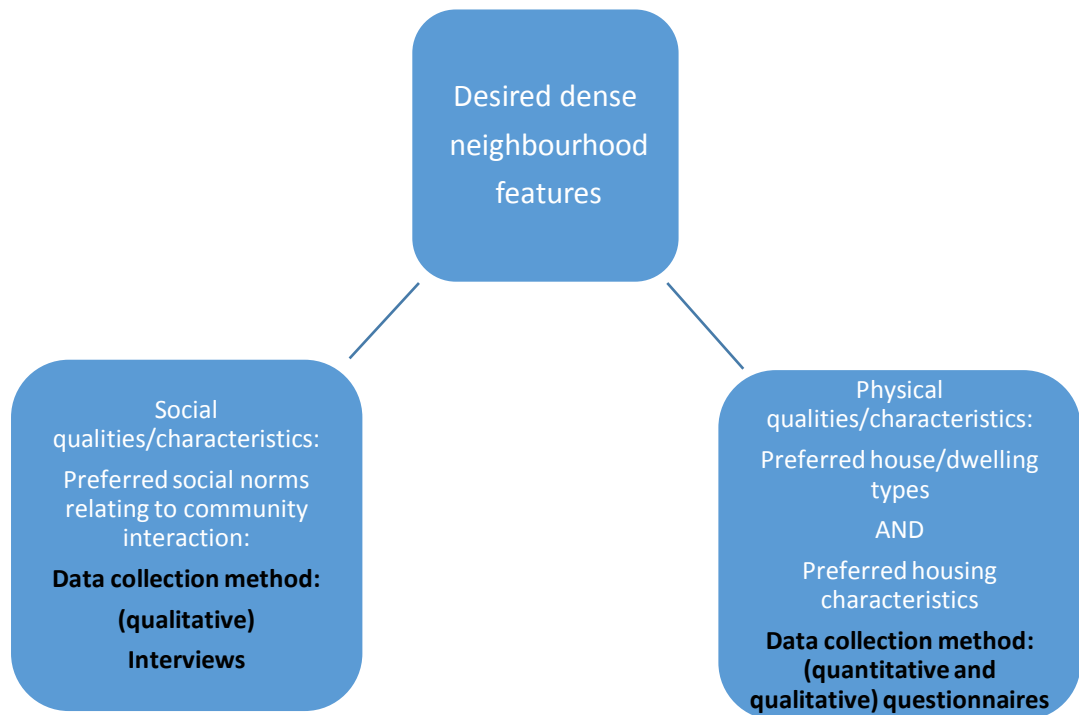 Desired dense
neighbourhood
features
Social
qualities/characteristics:
Preferred social norms
relating to community
interaction:
Data collection method:
(qualitative)
Interviews
Physical
qualities/characteristics:
Preferred house/dwelling
types
AND
Preferred housing
characteristics
Data collection method:
(quantitative and
qualitative) questionnaires